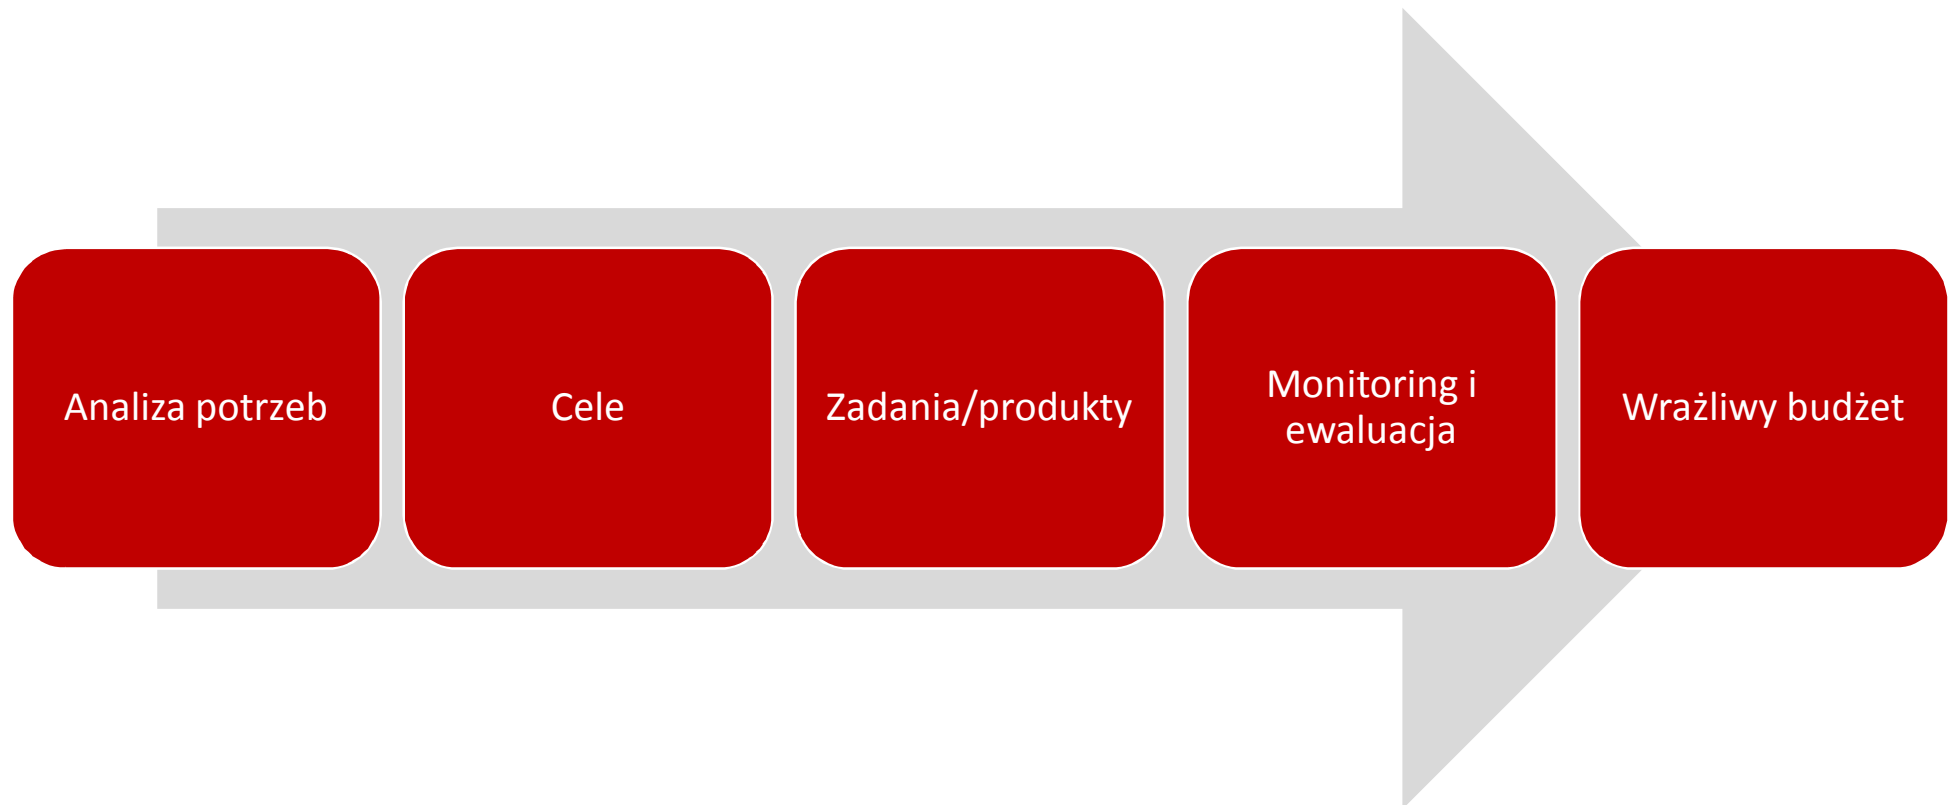 Analiza potrzeb
Cele
Zadania/produkty
Monitoring i
ewaluacja
Wrażliwy budżet